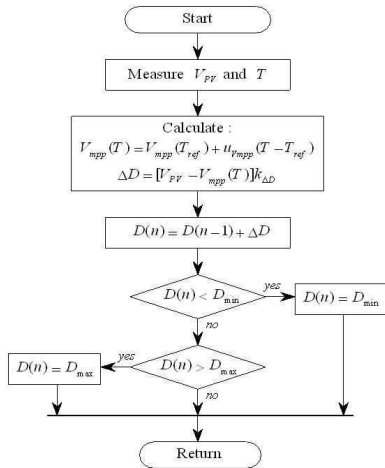 Start
Measure V_PV and T
Calculate :
V_mpp(T) = V_mpp(T_ref) + u_Vmpp(T − T_ref)
ΔD = [V_PV − V_mpp(T)]k_ΔD
D(n) = D(n−1) + ΔD
D(n) < D_min
yes
D(n) = D_min
no
D(n) > D_max
yes
D(n) = D_max
no
Return